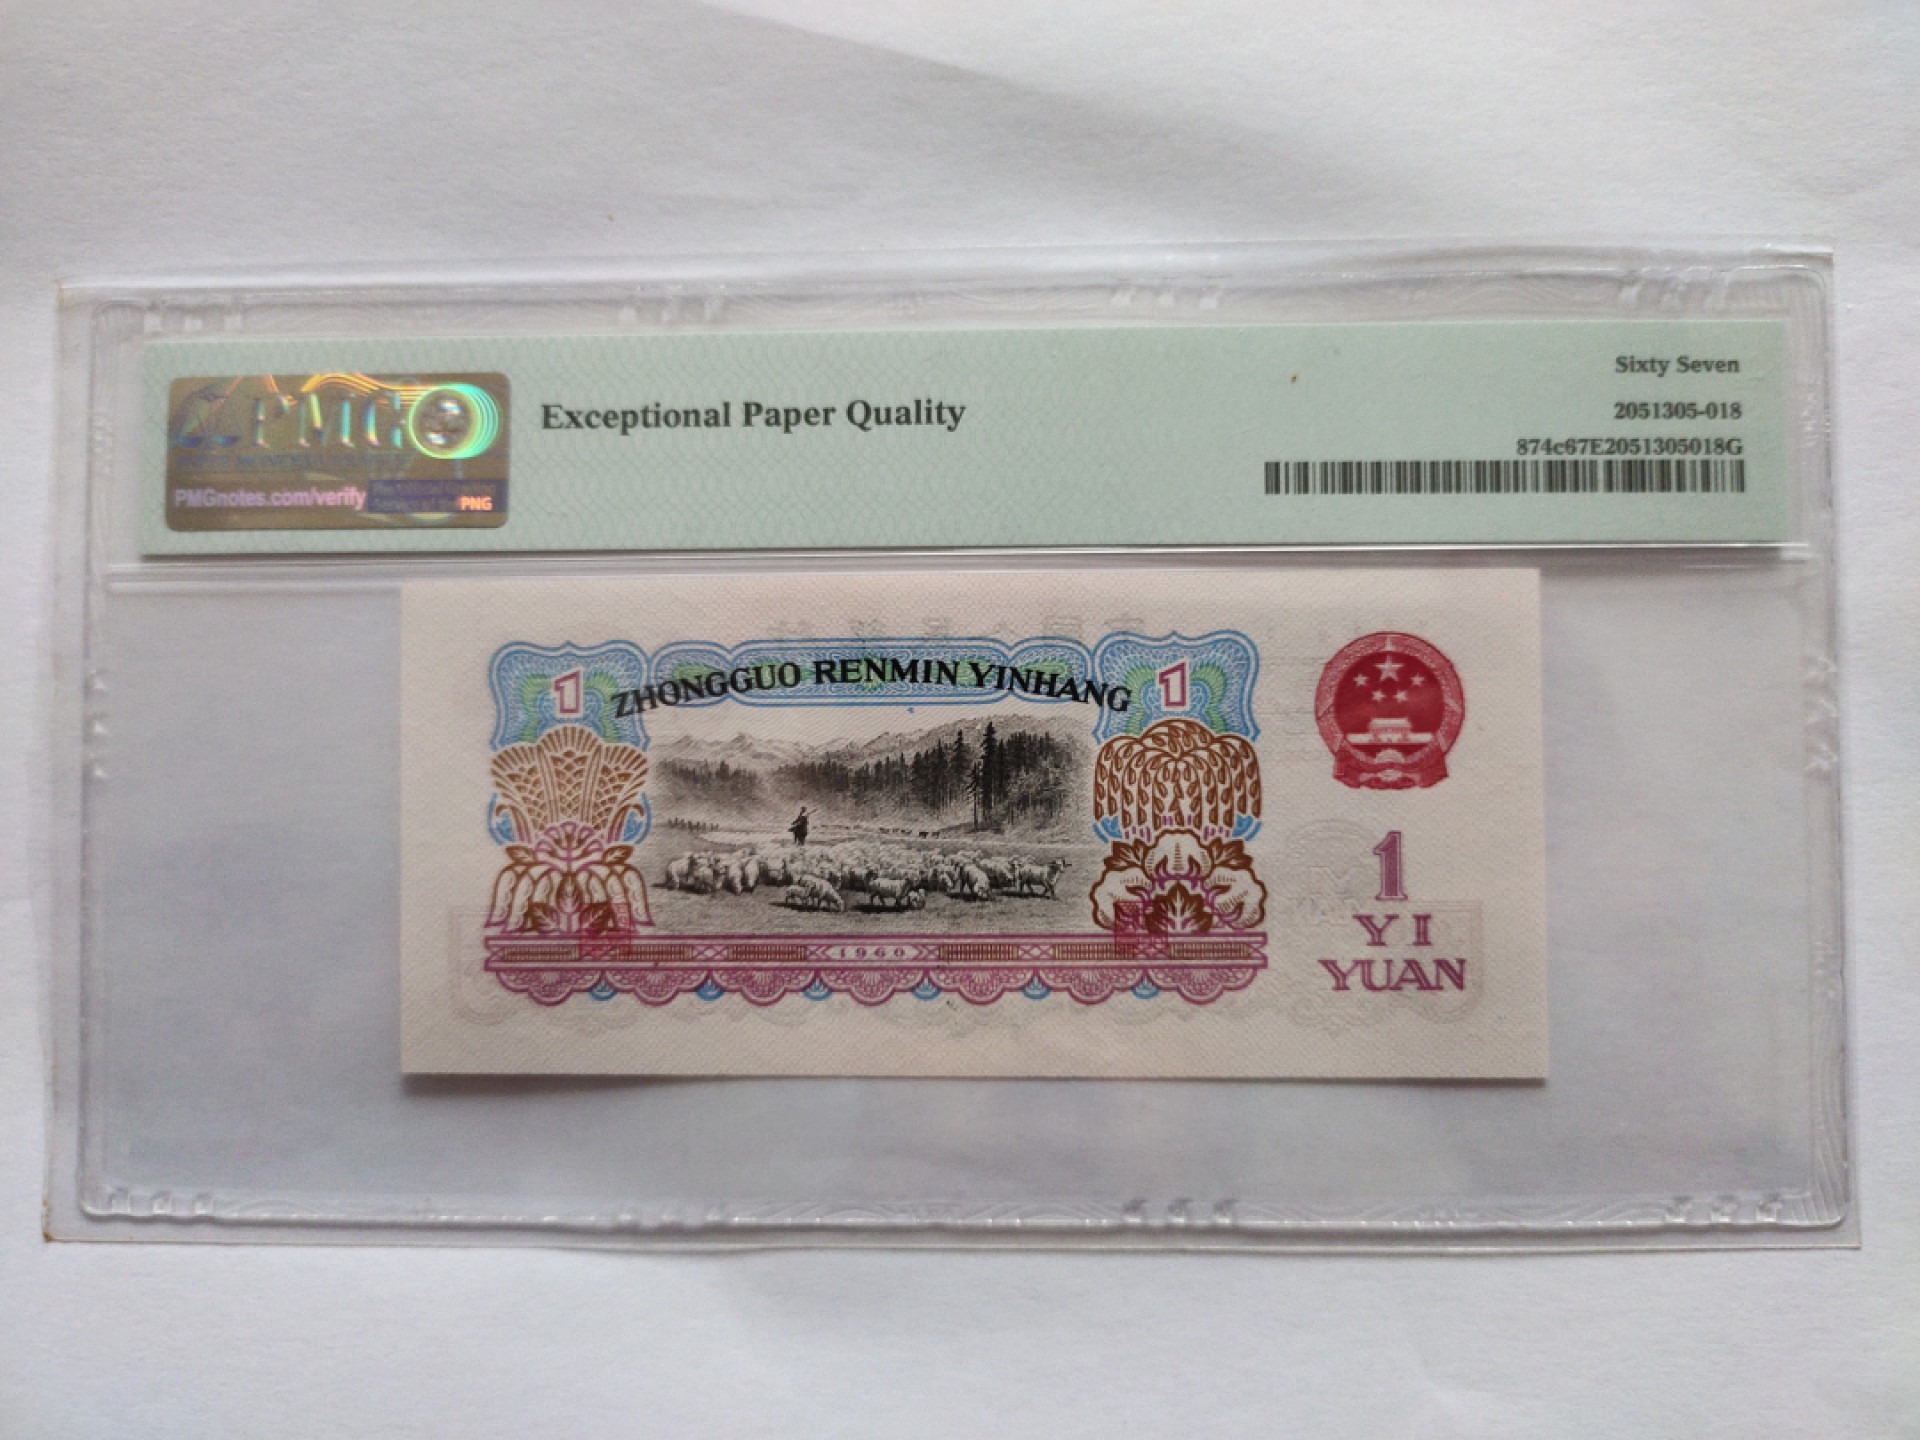 Sixty Seven
PMG
Exceptional Paper Quality
2051305-018
874c67E2051305018G
PMGnotes.com/verify
PNG
1
ZHONGGUO RENMIN YINHANG
1
1960
1
YI
YUAN